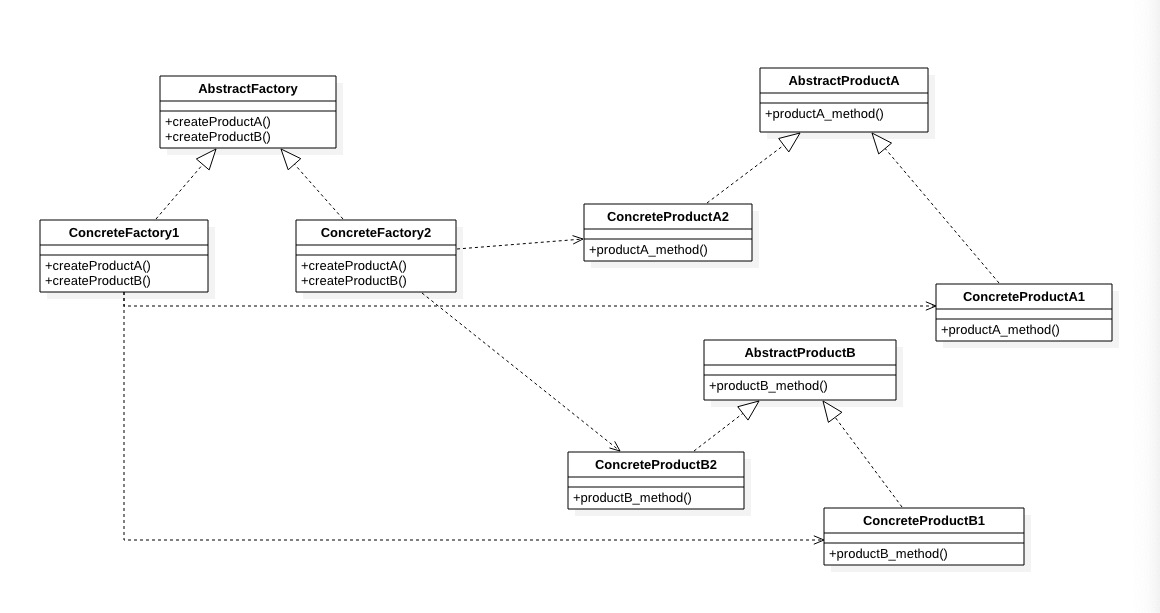 AbstractFactory
+createProductA()
+createProductB()
AbstractProductA
+productA_method()
ConcreteFactory1
+createProductA()
+createProductB()
ConcreteFactory2
+createProductA()
+createProductB()
ConcreteProductA2
+productA_method()
ConcreteProductA1
+productA_method()
AbstractProductB
+productB_method()
ConcreteProductB2
+productB_method()
ConcreteProductB1
+productB_method()